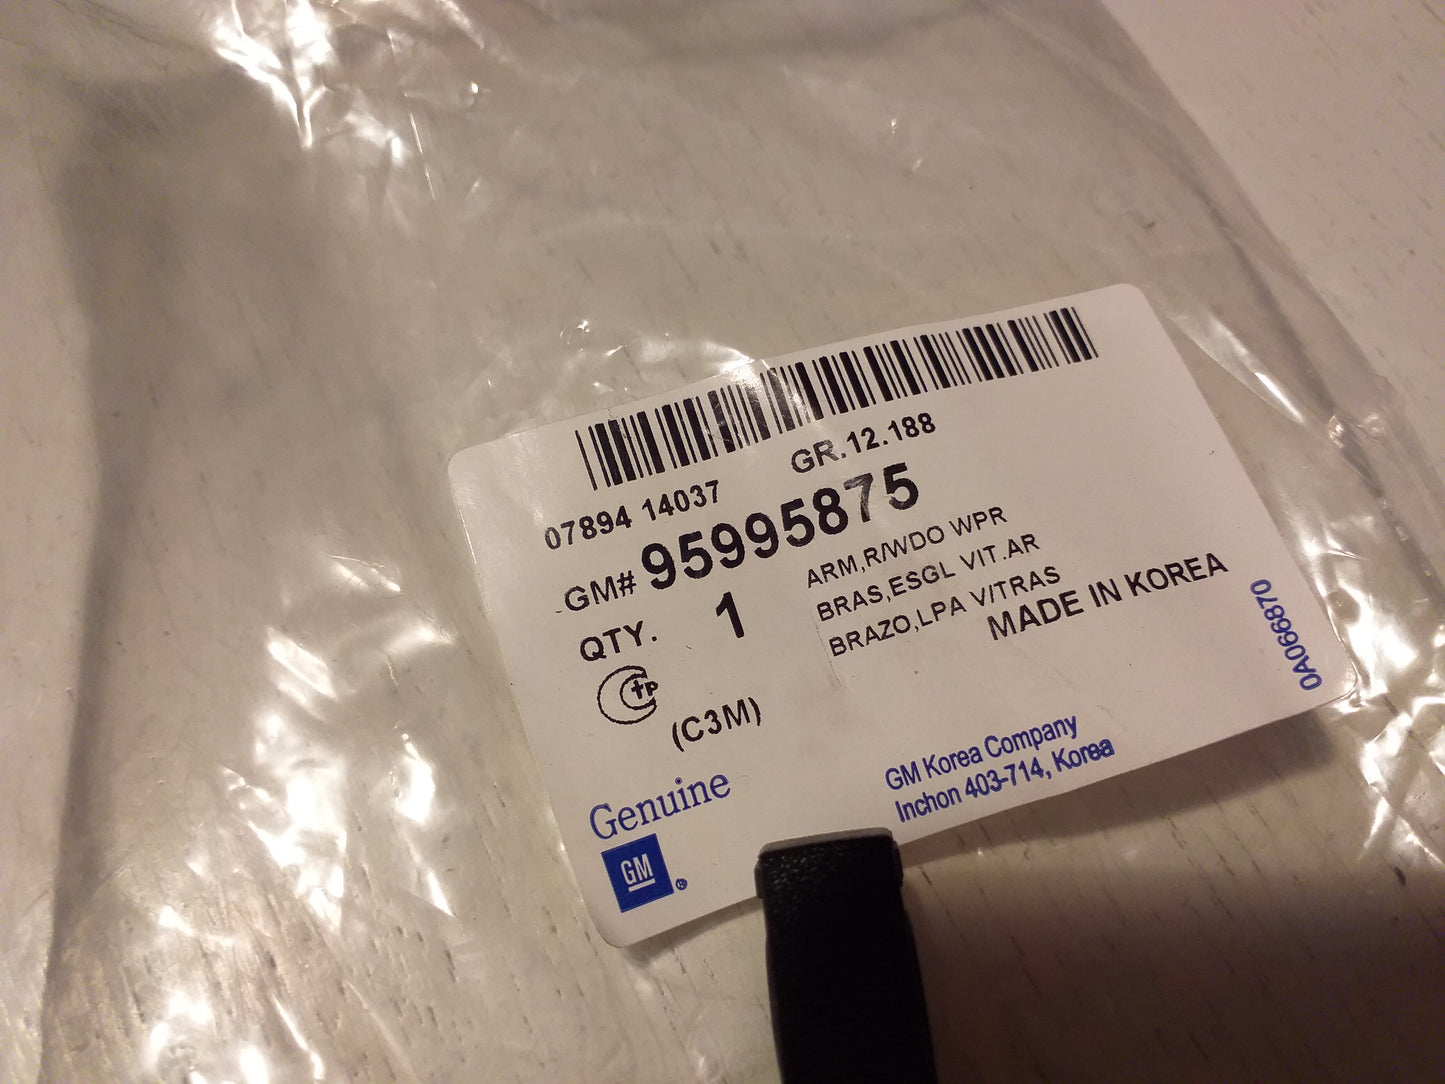 07894 14037
GR.12.188
GM# 95995875
QTY. 1
ARM,R/WDO WPR
BRAS,ESGL VIT.AR
BRAZO,LPA V/TRAS
MADE IN KOREA
(C3M)
Genuine
GM
®
GM Korea Company
Inchon 403-714, Korea
0A066870